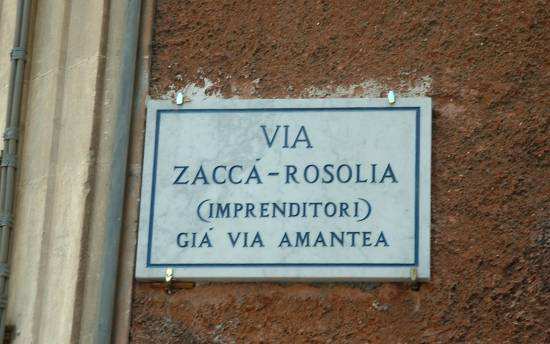 VIA
ZACCÁ-ROSOLIA
(IMPRENDITORI)
GIÁ VIA AMANTEA